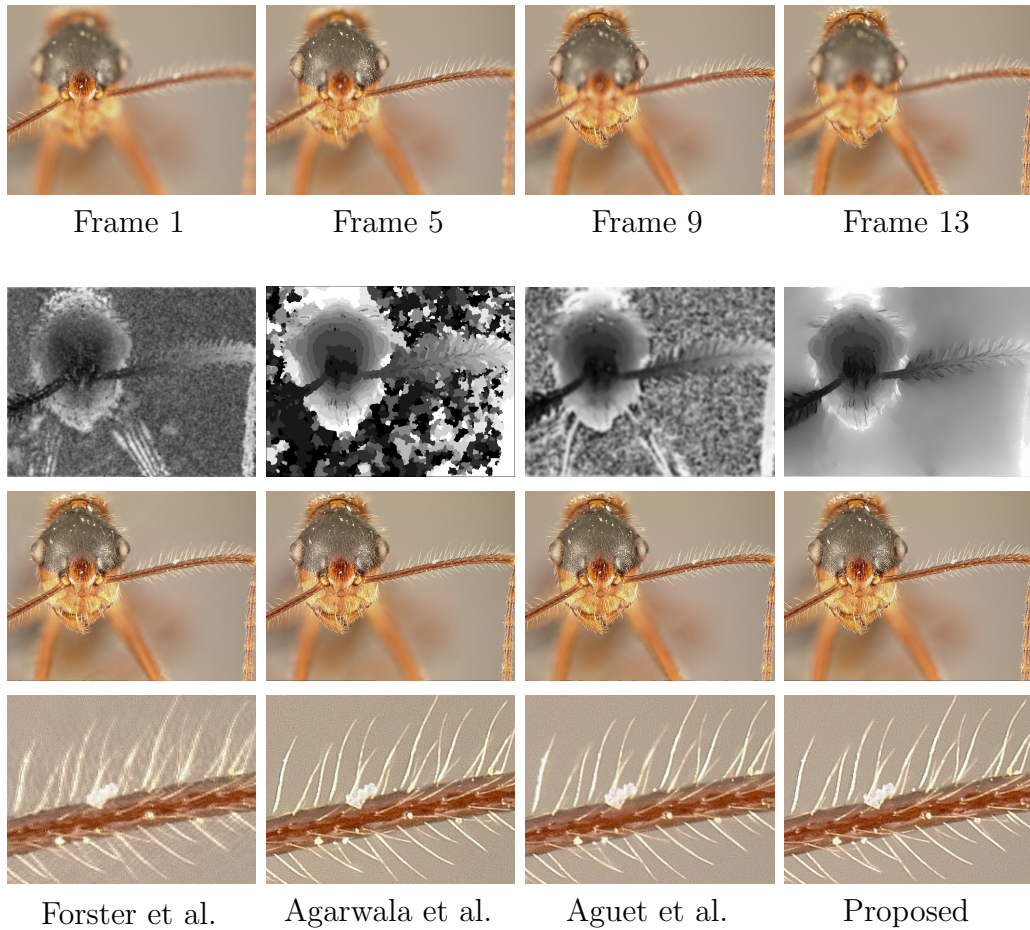 Frame 1
Frame 5
Frame 9
Frame 13
Forster et al.
Agarwala et al.
Aguet et al.
Proposed